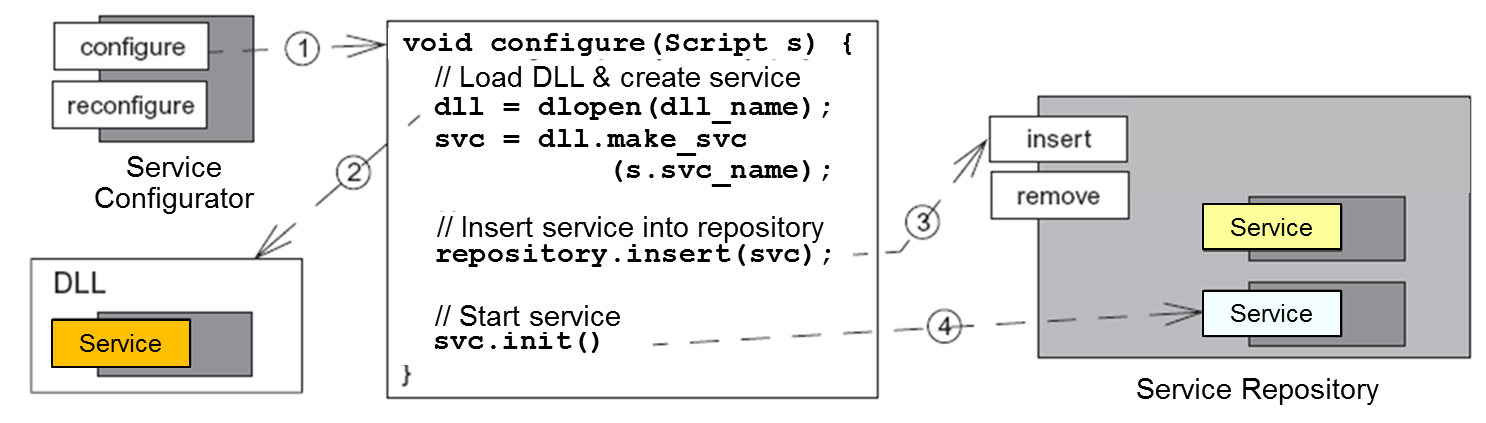 configure
reconfigure
Service
Configurator
1
void configure(Script s) {
// Load DLL & create service
dll = dlopen(dll_name);
svc = dll.make_svc
(s.svc_name);
// Insert service into repository
repository.insert(svc);
// Start service
svc.init()
}
2
DLL
Service
3
insert
remove
Service
4
Service
Service Repository